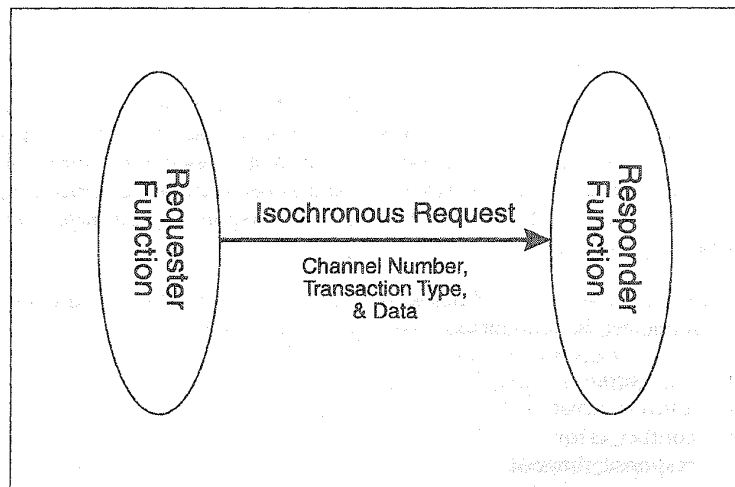 Requester
Function
Isochronous Request
Channel Number,
Transaction Type,
& Data
Responder
Function